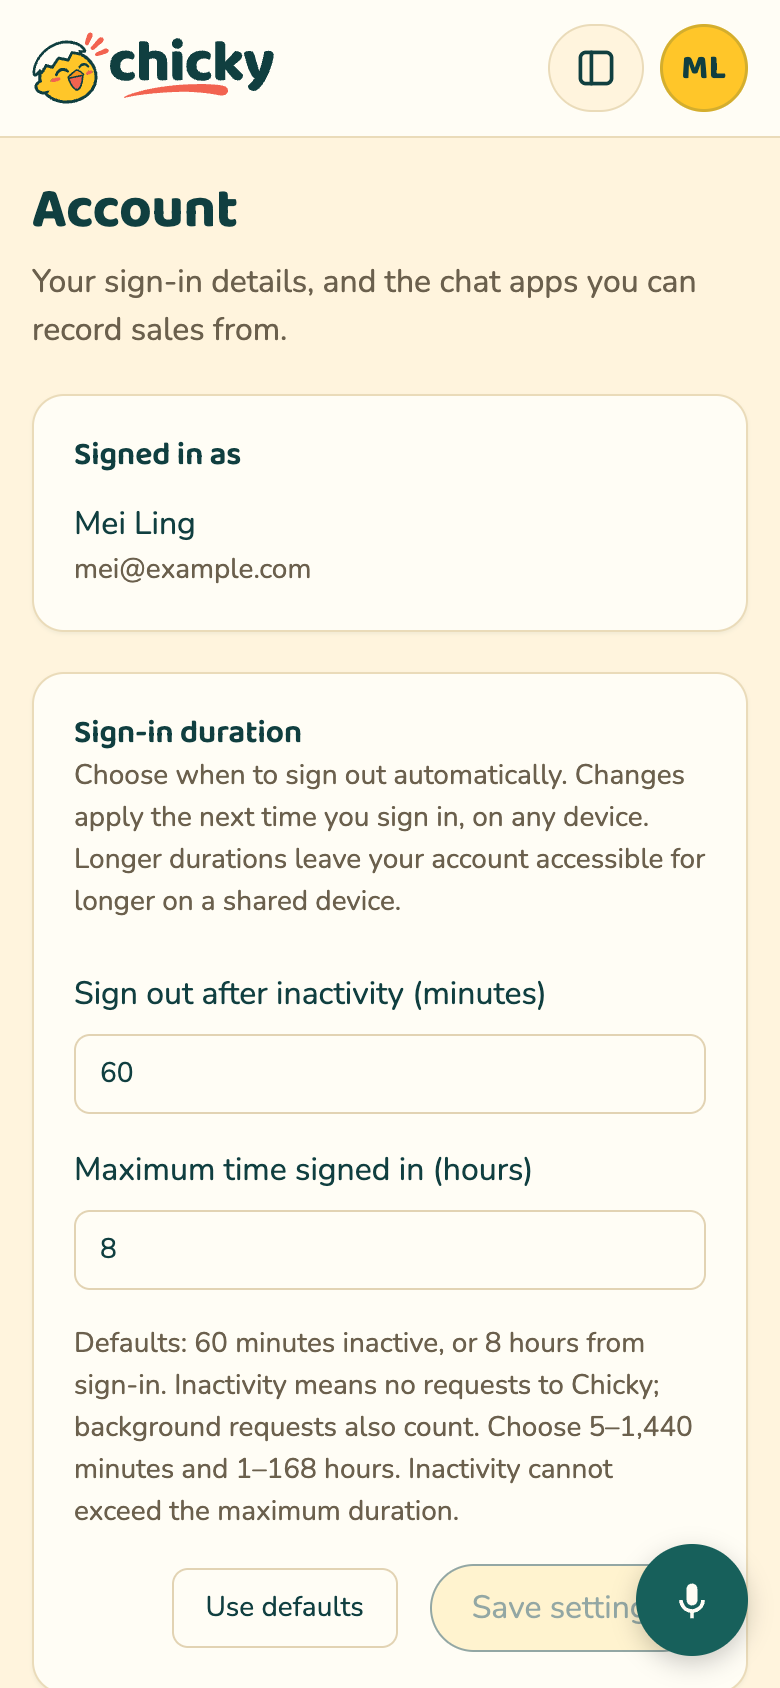 chicky
ML
Account
Your sign-in details, and the chat apps you can
record sales from.
Signed in as
Mei Ling
mei@example.com
Sign-in duration
Choose when to sign out automatically. Changes
apply the next time you sign in, on any device.
Longer durations leave your account accessible for
longer on a shared device.
Sign out after inactivity (minutes)
60
Maximum time signed in (hours)
8
Defaults: 60 minutes inactive, or 8 hours from
sign-in. Inactivity means no requests to Chicky;
background requests also count. Choose 5–1,440
minutes and 1–168 hours. Inactivity cannot
exceed the maximum duration.
Use defaults
Save setting